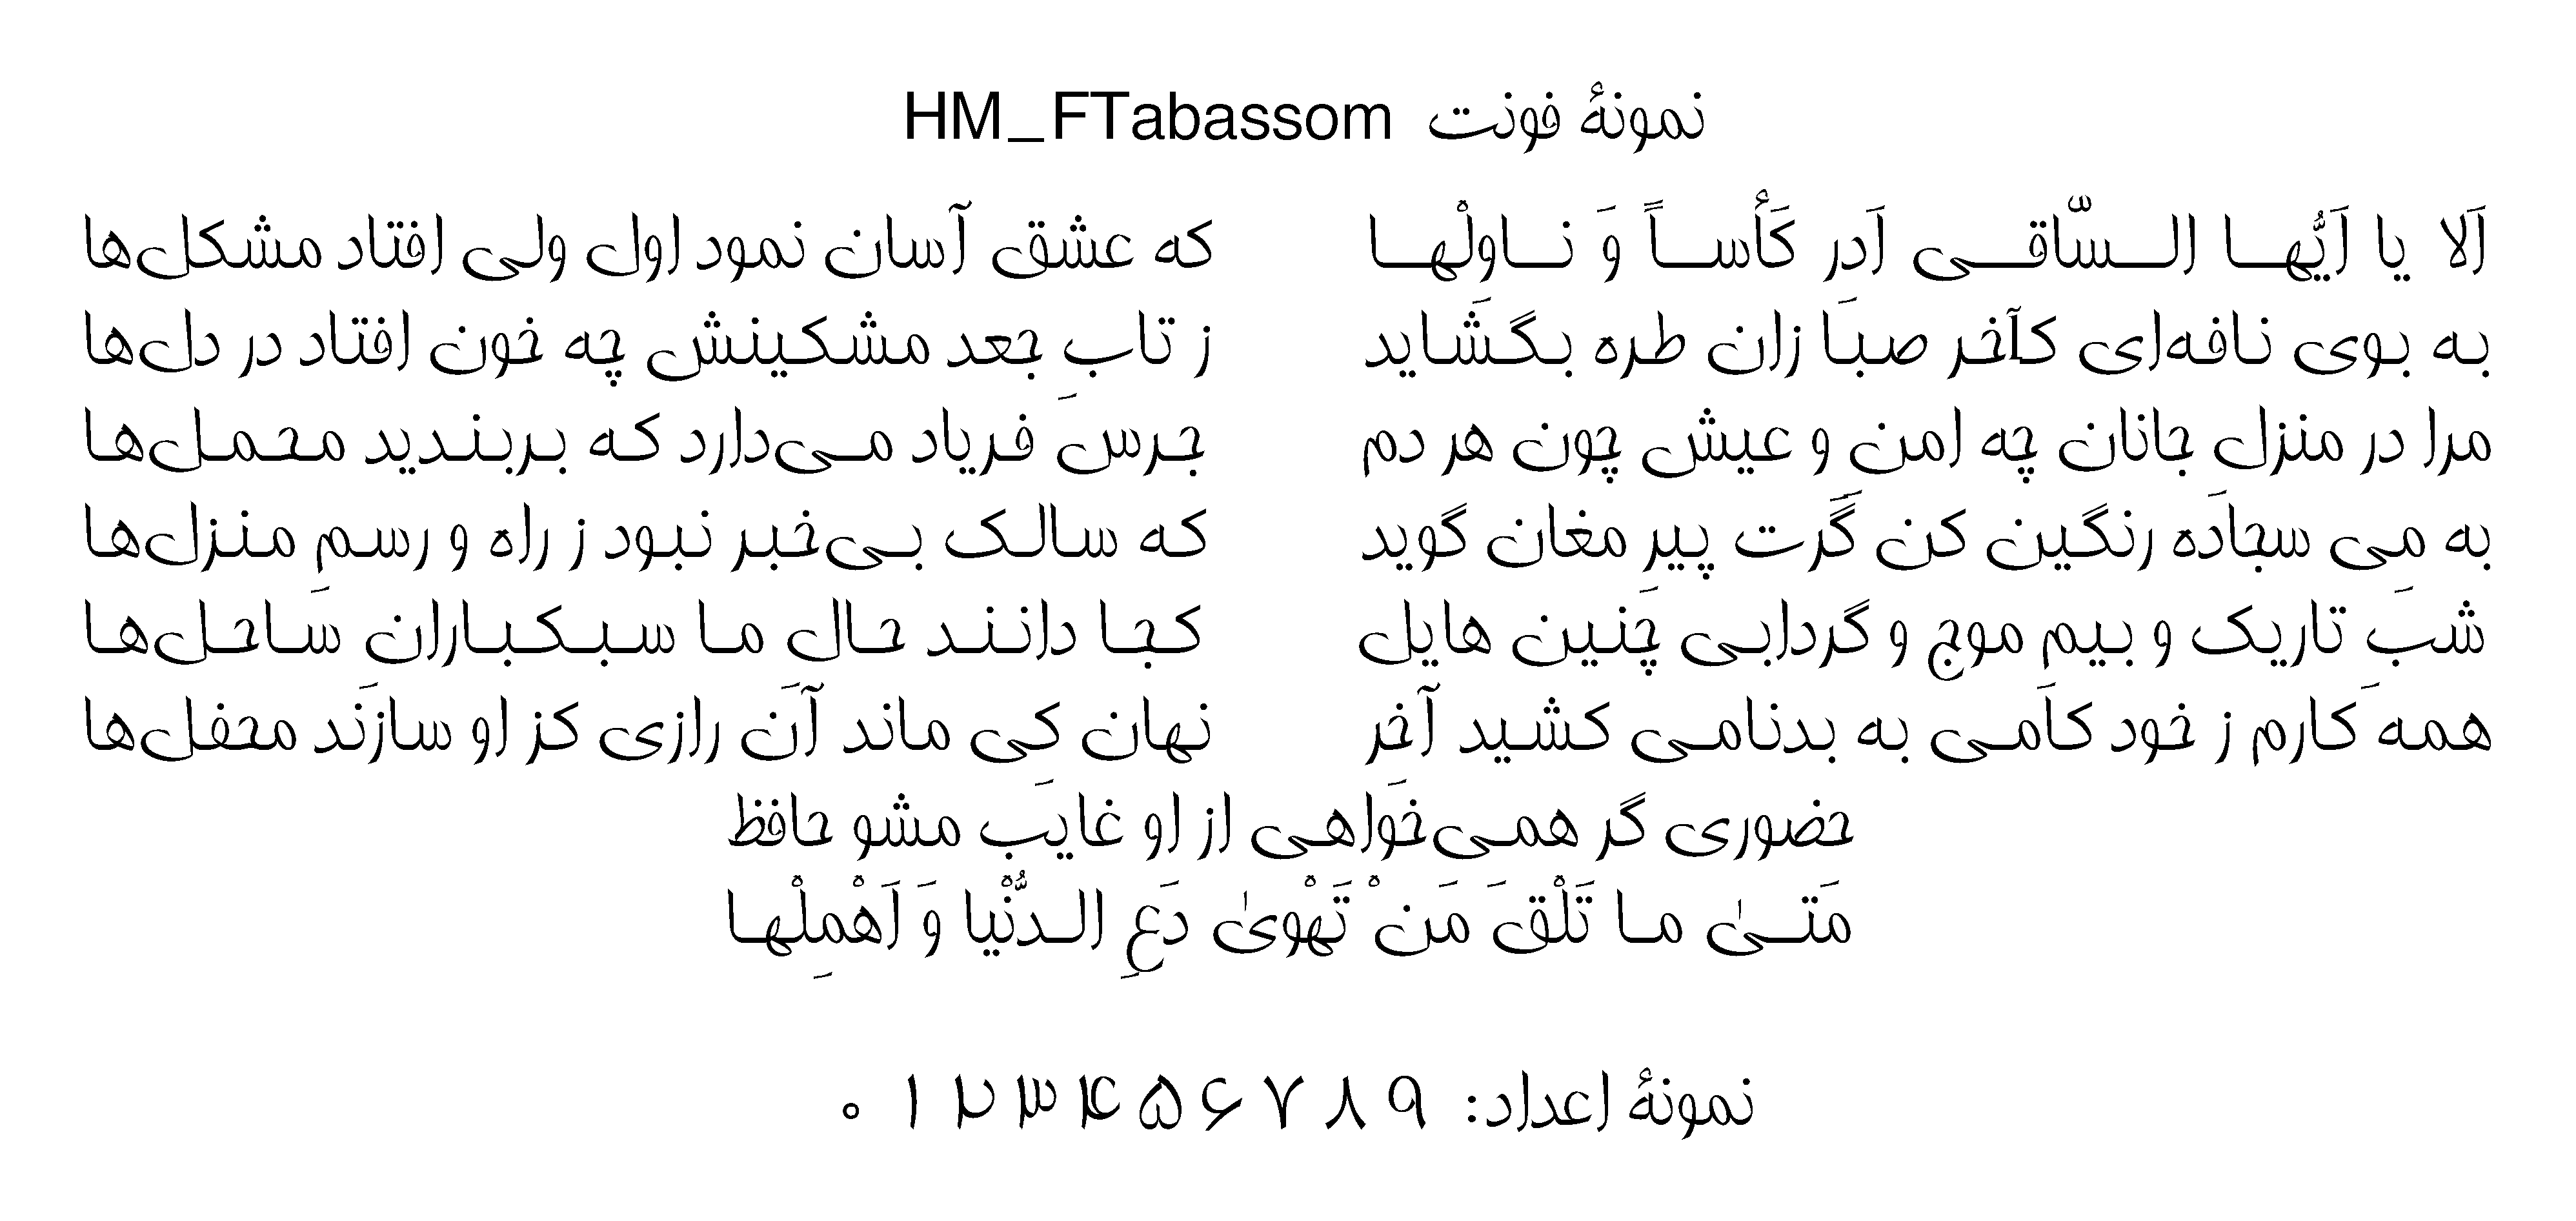 نمونهٔ فونت HM_FTabassom
اَلا یا اَیُّهـا الـسّاقی اَدِر کَأساً وَ ناوِلْها که عشق آسان نمود اول ولی افتاد مشکل‌ها
به بوی نافه‌ای کآخر صبا زان طره بگشاید ز تابِ جعد مشکینش چه خون افتاد در دل‌ها
مرا در منزل جانان چه امن و عیش چون هر دم جرس فریاد می‌دارد که بربندید محمل‌ها
به مِی سجاده رنگین کن گَرت پیرِ مغان گوید که سالک بی‌خبر نبود ز راه و رسمِ منزل‌ها
شب تاریک و بیم موج و گردابی چنین هایل کجا دانند حال ما سبکباران ساحل‌ها
همه کارم ز خود کامی به بدنامی کشید آخر نهان کِی ماند آن رازی کز او سازند محفل‌ها
حضوری گر همی‌خواهی از او غایب مشو حافظ
مَتیٰ ما تَلْقَ مَنْ تَهْویٰ دَعِ الدُّنْیا وَ اَهْمِلْها
نمونهٔ اعداد: ۹ ۸ ۷ ۶ ۵ ۴ ۳ ۲ ۱ ۰